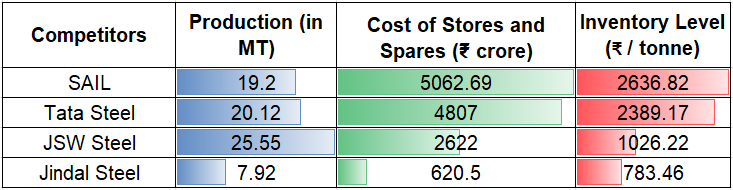 Competitors
Production (in
MT)
Cost of Stores and
Spares (₹ crore)
Inventory Level
(₹ / tonne)
SAIL 19.2 5062.69 2636.82
Tata Steel 20.12 4807 2389.17
JSW Steel 25.55 2622 1026.22
Jindal Steel 7.92 620.5 783.46